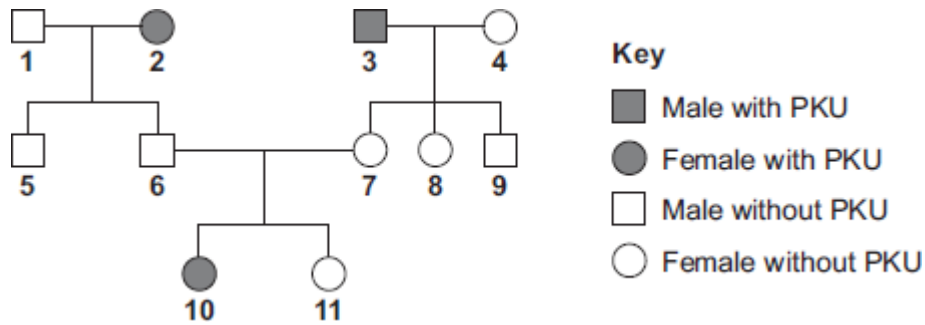 1 2 3 4
Key
Male with PKU
Female with PKU
5 6 7 8 9
Male without PKU
Female without PKU
10 11